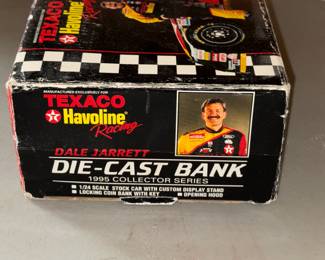 TEXACO
Havoline
Racing
MANUFACTURED EXCLUSIVELY FOR
TEXACO
Havoline
Racing
DALE JARRETT
DIE-CAST BANK
1995 COLLECTOR SERIES
■ 1/24 SCALE STOCK CAR WITH CUSTOM DISPLAY STAND
■ LOCKING COIN BANK WITH KEY ■ OPENING HOOD